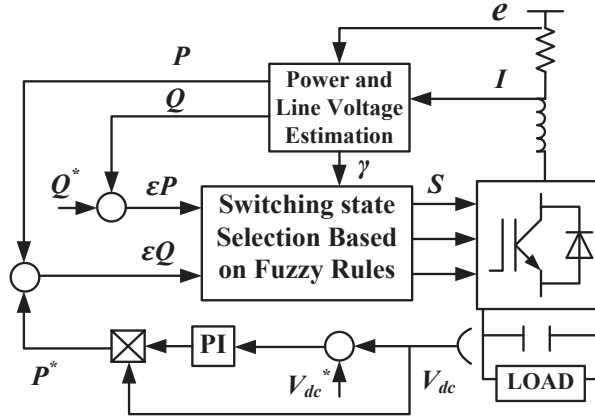 e
P
Power and
Line Voltage
Estimation
I
Q
γ
Q*
εP
S
Switching state
Selection Based
on Fuzzy Rules
εQ
PI
P*
Vdc*
Vdc
LOAD